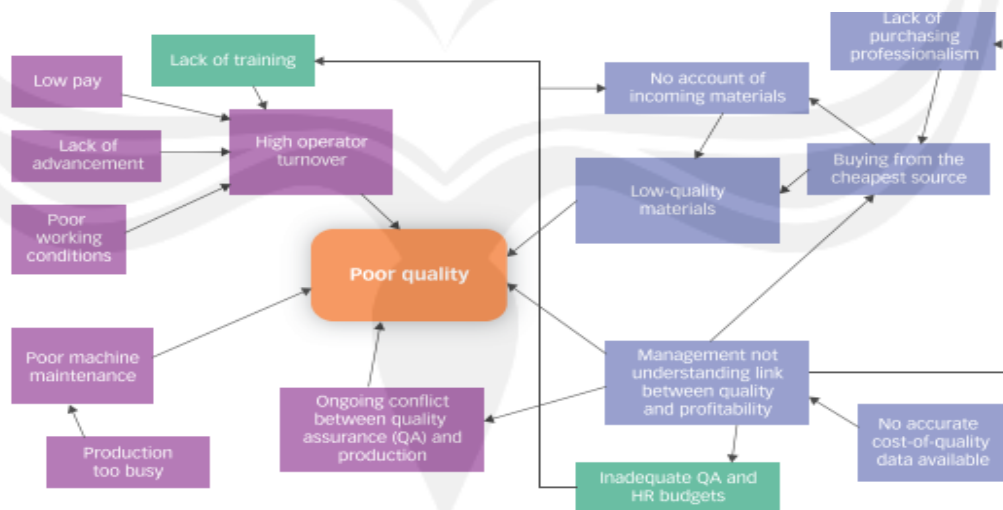 Lack of training
Low pay
High operator
turnover
Lack of
advancement
Poor
working
conditions
Lack of
purchasing
professionalism
No account of
incoming materials
Buying from the
cheapest source
Low-quality
materials
Poor quality
Poor machine
maintenance
Production
too busy
Ongoing conflict
between quality
assurance (QA) and
production
Management not
understanding link
between quality
and profitability
No accurate
cost-of-quality
data available
Inadequate QA and
HR budgets